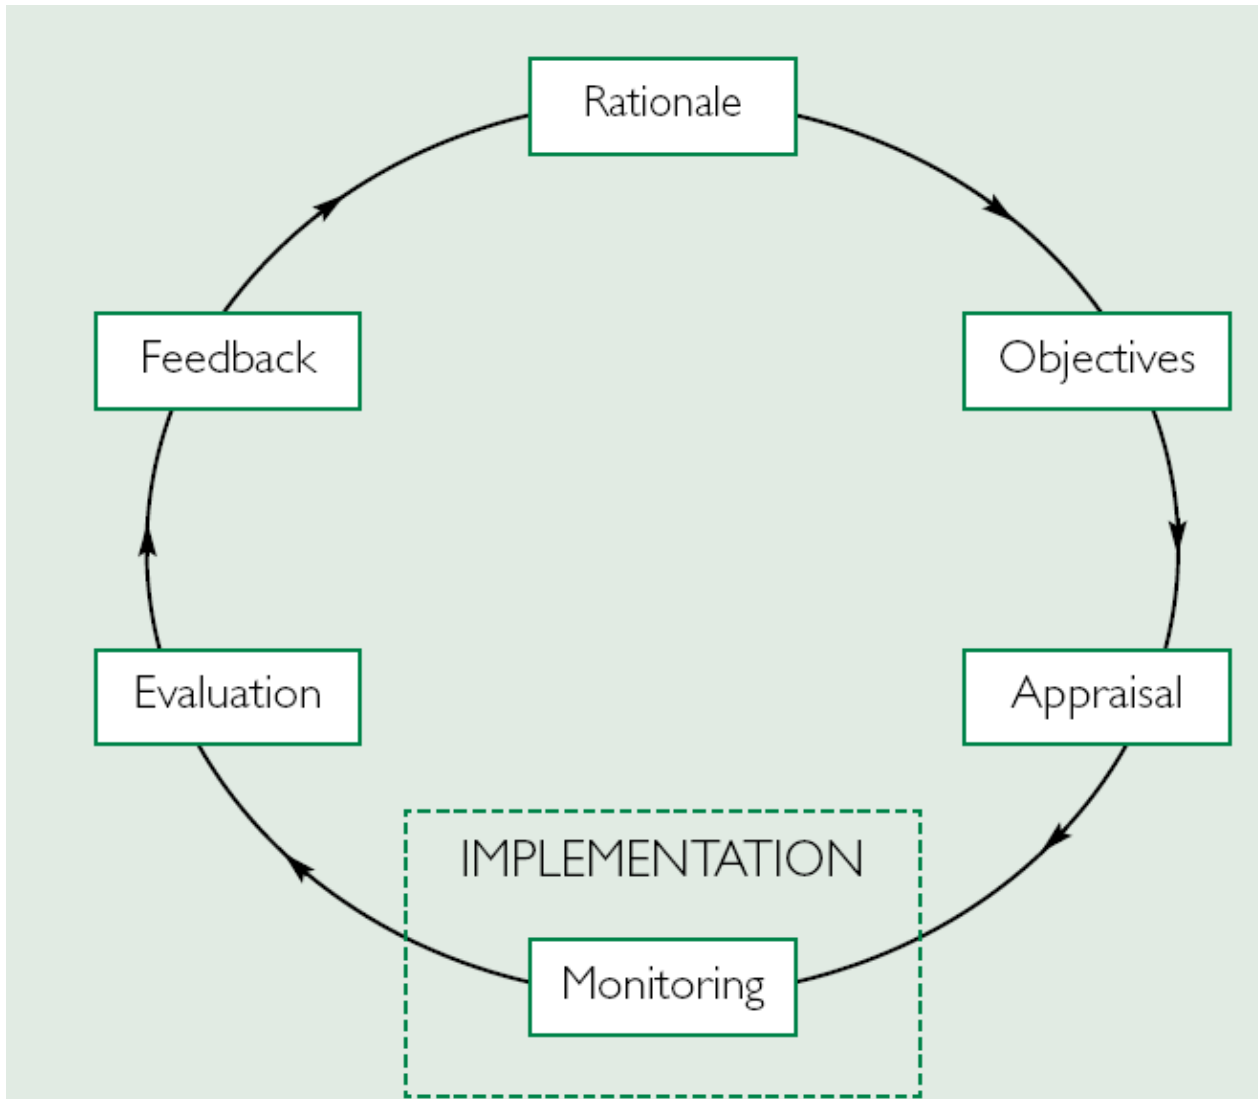 Rationale
Feedback
Objectives
Evaluation
Appraisal
IMPLEMENTATION
Monitoring